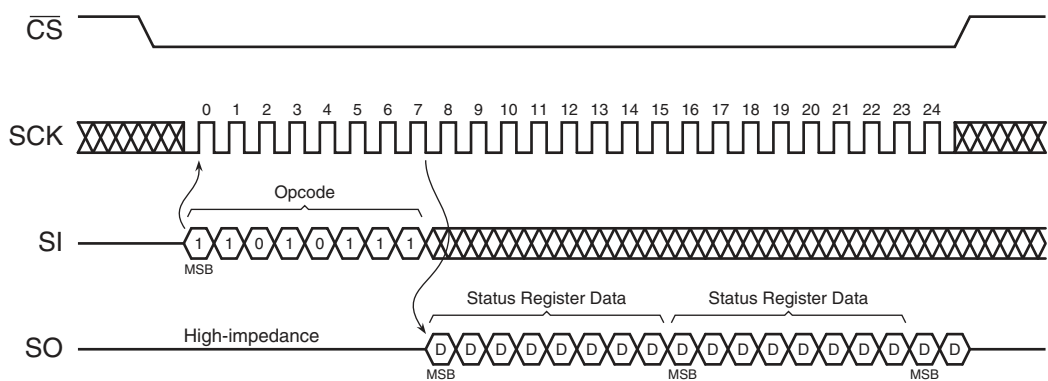 C̅S̅
0 1 2 3 4 5 6 7 8 9 10 11 12 13 14 15 16 17 18 19 20 21 22 23 24
SCK
Opcode
SI 1 1 0 1 0 1 1 1
MSB
Status Register Data Status Register Data
High-impedance
SO D D D D D D D D D D D D D D D D D D
MSB MSB MSB